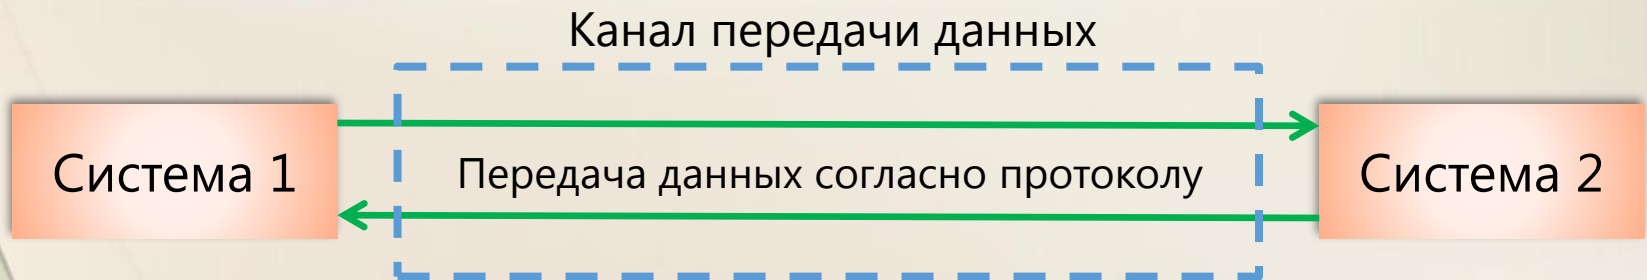 Канал передачи данных
Система 1
Передача данных согласно протоколу
Система 2